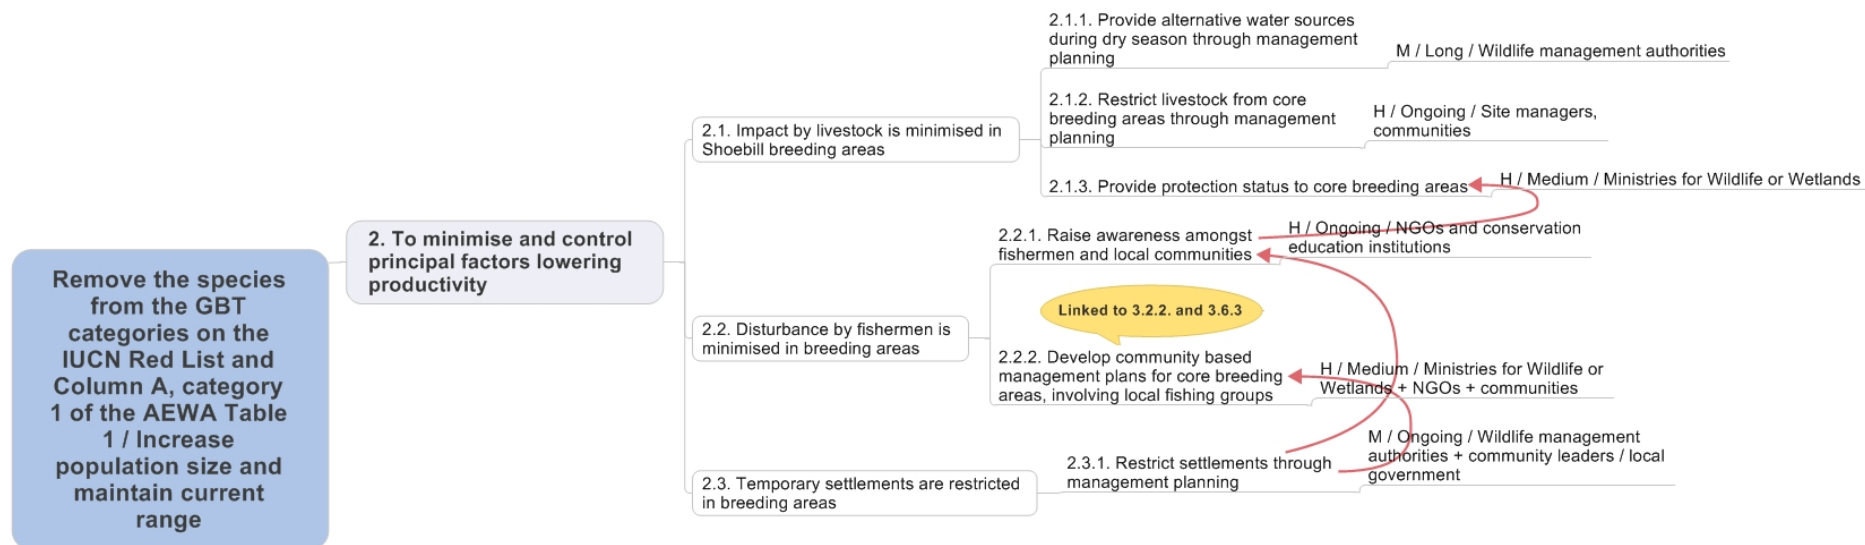 Remove the species
from the GBT
categories on the
IUCN Red List and
Column A, category
1 of the AEWA Table
1 / Increase
population size and
maintain current
range
2. To minimise and control
principal factors lowering
productivity
2.1. Impact by livestock is minimised in
Shoebill breeding areas
2.1.1. Provide alternative water sources
during dry season through management
planning
M / Long / Wildlife management authorities
2.1.2. Restrict livestock from core
breeding areas through management
planning
H / Ongoing / Site managers,
communities
2.1.3. Provide protection status to core breeding areas
H / Medium / Ministries for Wildlife or Wetlands
2.2. Disturbance by fishermen is
minimised in breeding areas
2.2.1. Raise awareness amongst
fishermen and local communities
H / Ongoing / NGOs and conservation
education institutions
Linked to 3.2.2. and 3.6.3
2.2.2. Develop community based
management plans for core breeding
areas, involving local fishing groups
H / Medium / Ministries for Wildlife or
Wetlands + NGOs + communities
2.3. Temporary settlements are restricted
in breeding areas
2.3.1. Restrict settlements through
management planning
M / Ongoing / Wildlife management
authorities + community leaders / local
government